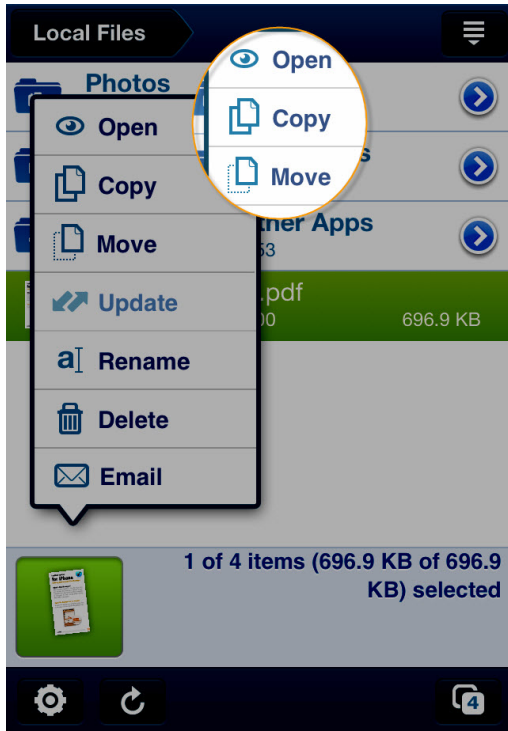 Local Files
Open
Copy
Move
Photos
Open
Copy
Move
Update
Rename
Delete
Email
ther Apps
53
.pdf
00
696.9 KB
1 of 4 items (696.9 KB of 696.9
KB) selected
4